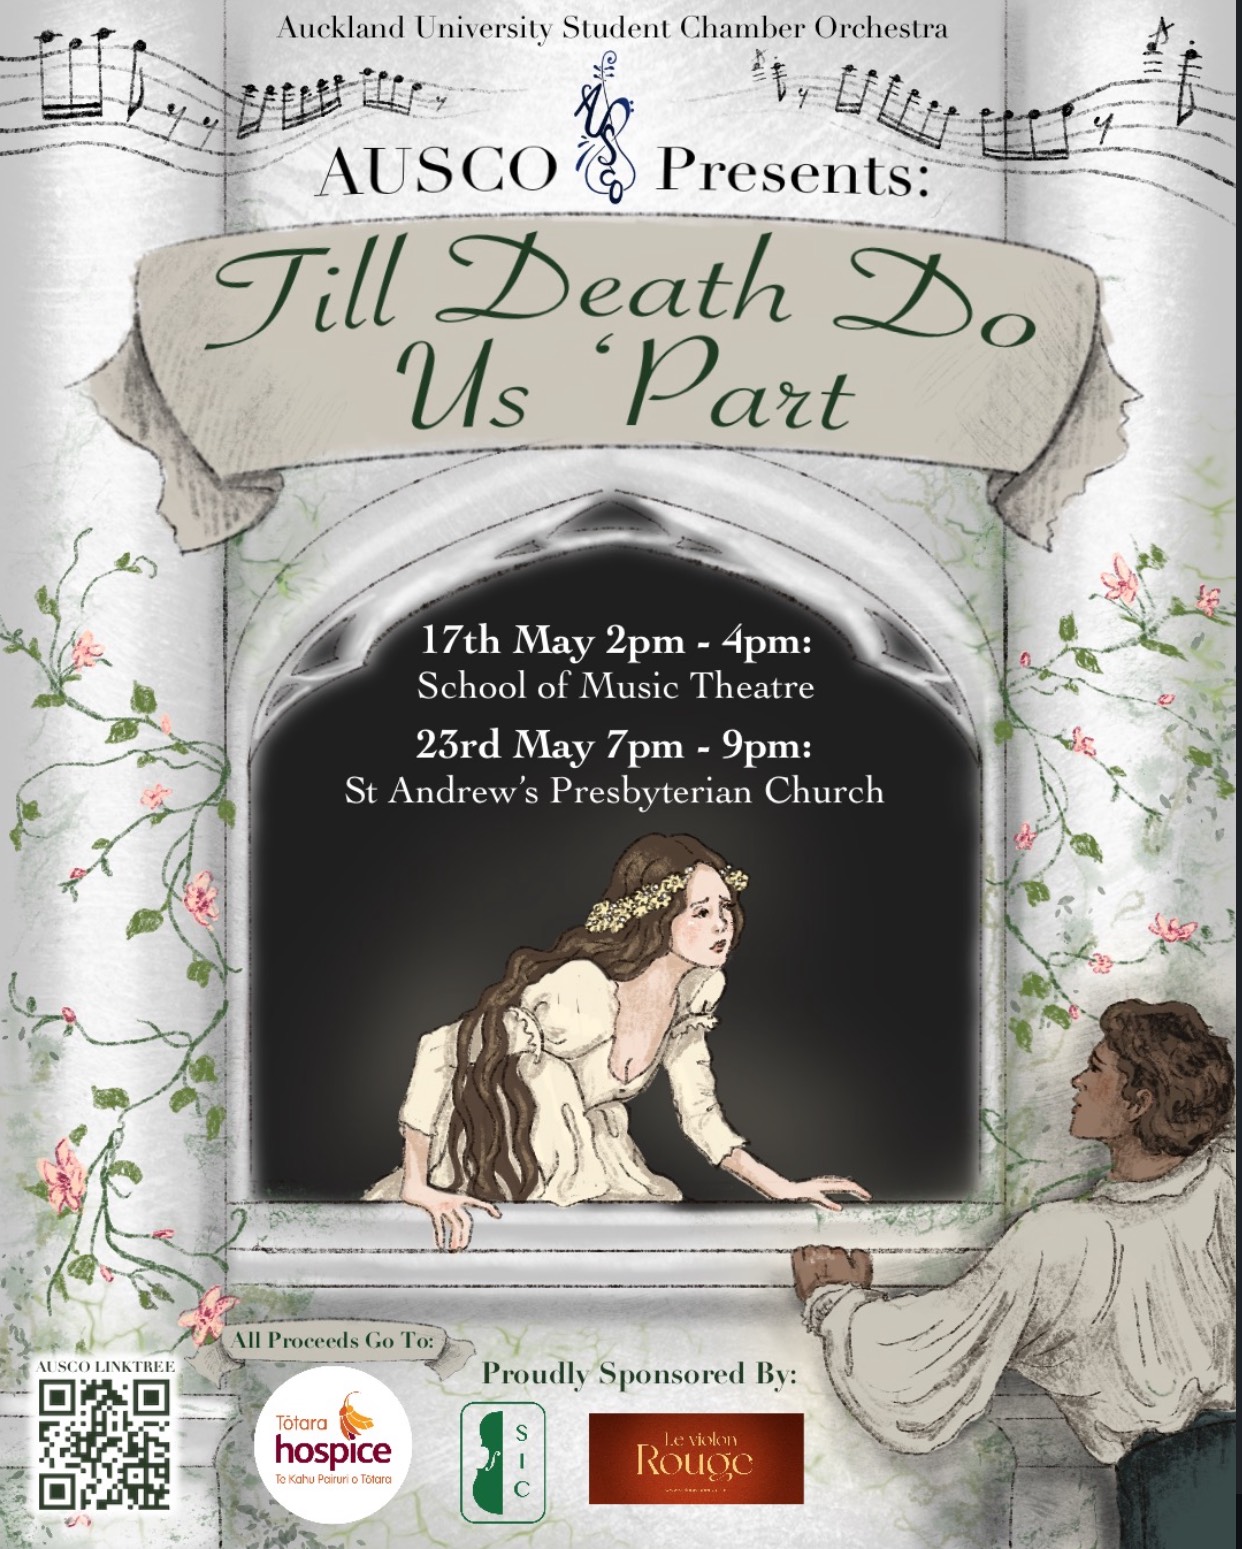 Auckland University Student Chamber Orchestra
AUSCO
AUSCO Presents:
Till Death Do
Us ‘Part
17th May 2pm - 4pm:
School of Music Theatre
23rd May 7pm - 9pm:
St Andrew’s Presbyterian Church
All Proceeds Go To:
AUSCO LINKTREE
Tōtara
hospice
Te Kahu Pairuri o Tōtara
Proudly Sponsored By:
S
I
C
Le violon
Rouge